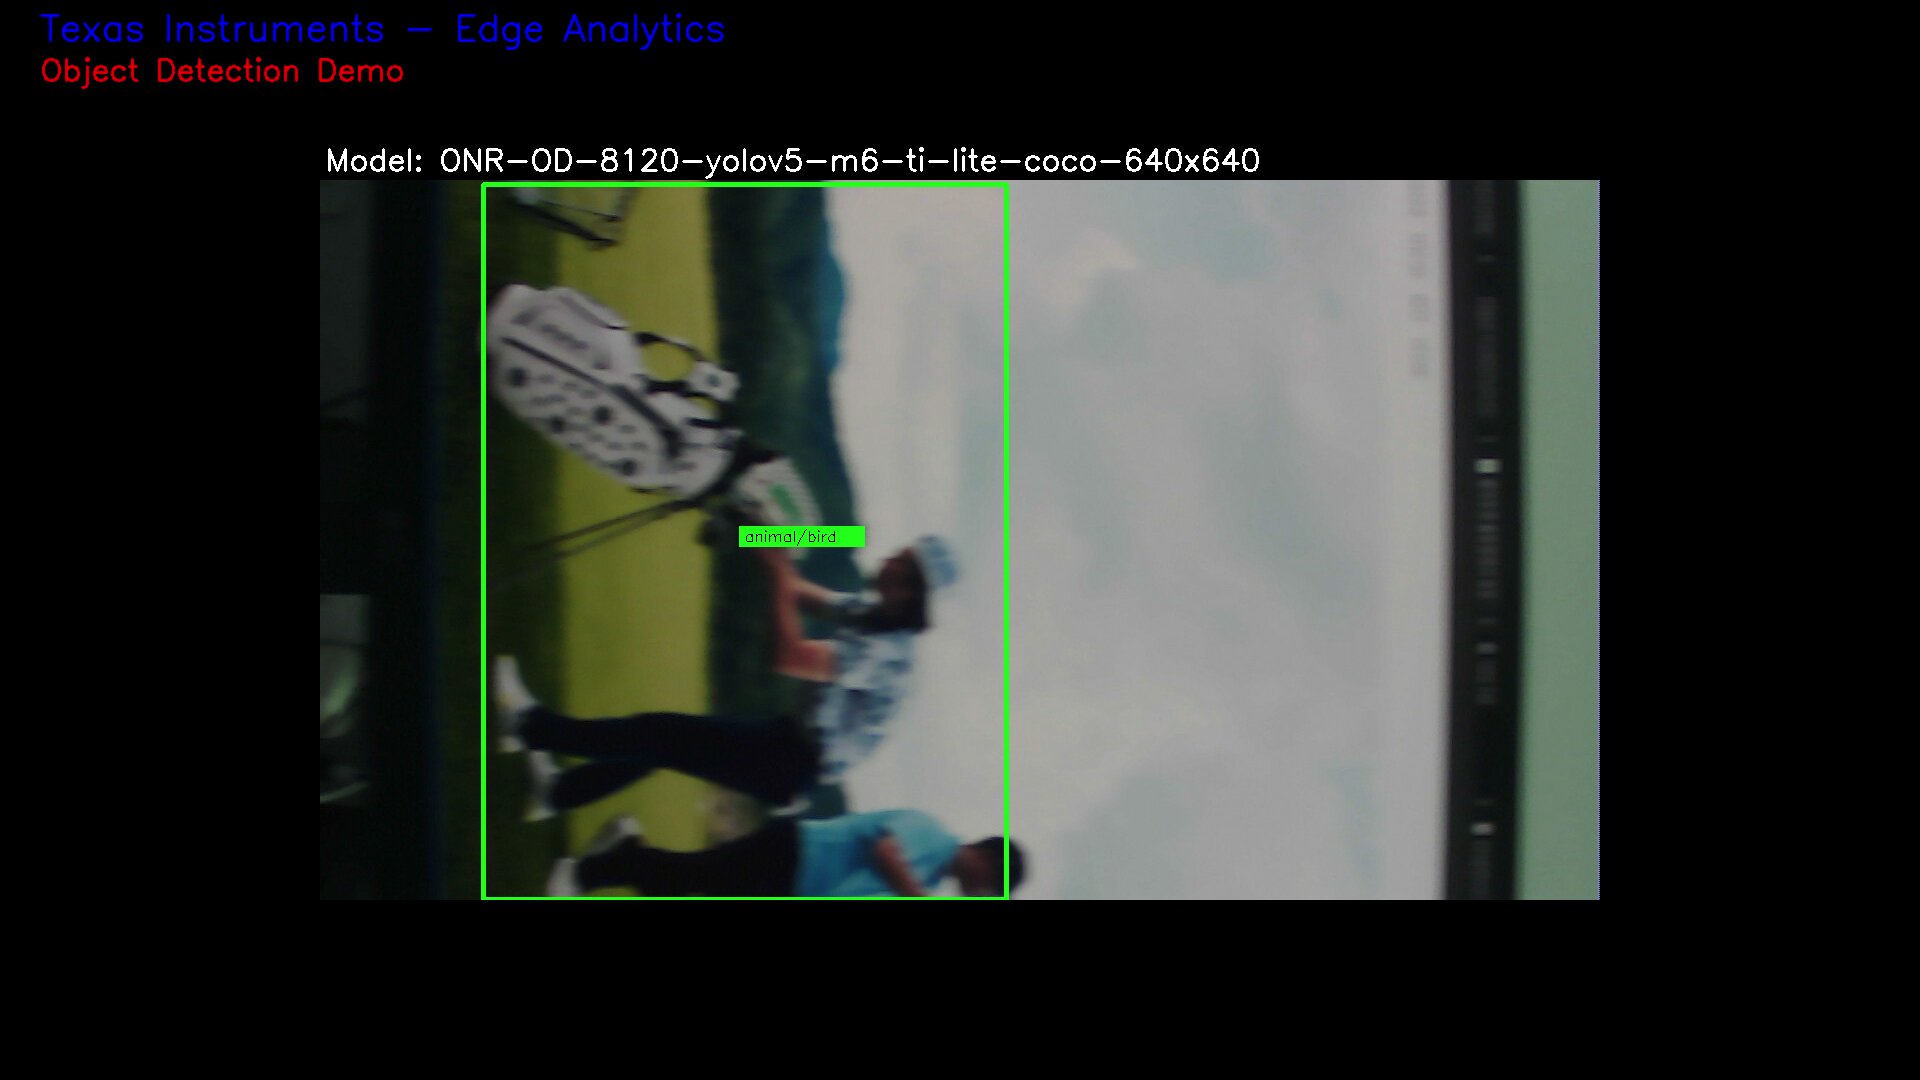 Texas Instruments - Edge Analytics
Object Detection Demo
Model: ONR-OD-8120-yolov5-m6-ti-lite-coco-640x640
animal/bird